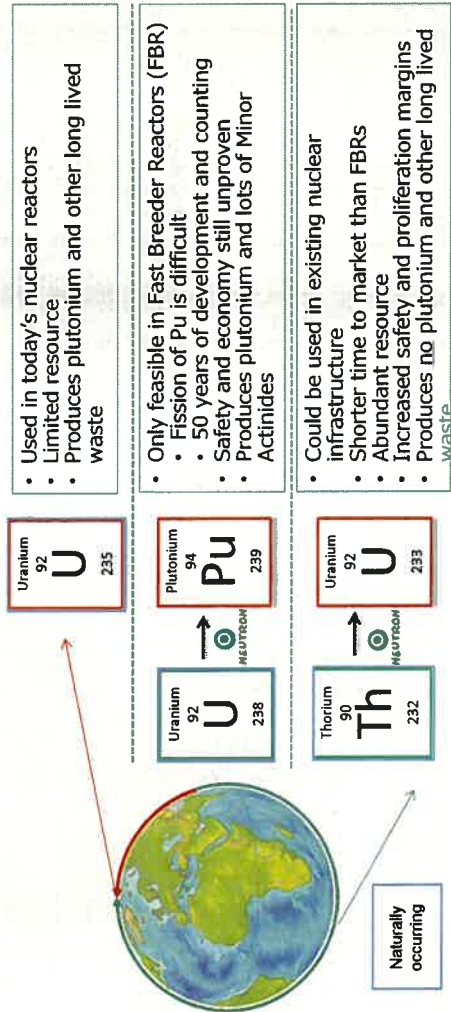 Uranium
92
U
235
• Used in today's nuclear reactors
• Limited resource
• Produces plutonium and other long lived
waste
Uranium
92
U
238
NEUTRON
Plutonium
94
Pu
239
• Only feasible in Fast Breeder Reactors (FBR)
• Fission of Pu is difficult
• 50 years of development and counting
• Safety and economy still unproven
• Produces plutonium and lots of Minor
Actinides
Naturally
occurring
Thorium
90
Th
232
NEUTRON
Uranium
92
U
233
• Could be used in existing nuclear
infrastructure
• Shorter time to market than FBRs
• Abundant resource
• Increased safety and proliferation margins
• Produces no plutonium and other long lived
waste